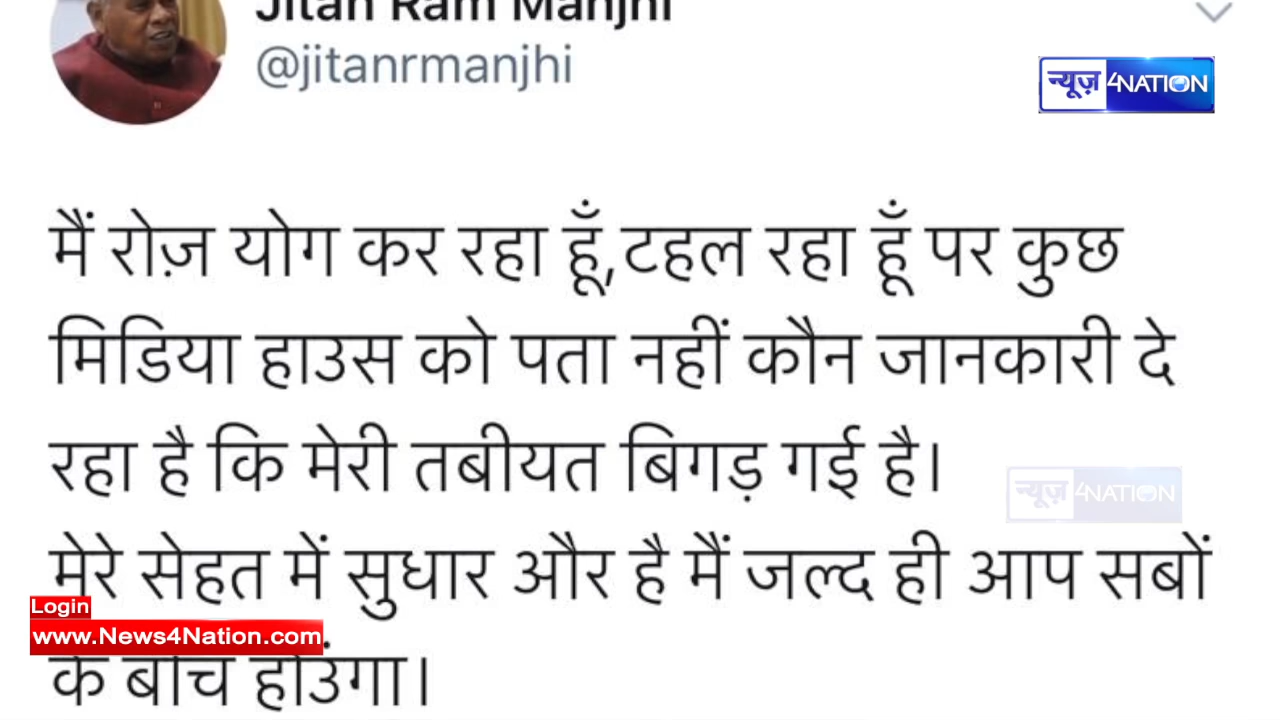 Jitan Ram Manjhi
@jitanrmanjhi
न्यूज़ 4NATION
मैं रोज़ योग कर रहा हूँ,टहल रहा हूँ पर कुछ
मिडिया हाउस को पता नहीं कौन जानकारी दे
रहा है कि मेरी तबीयत बिगड़ गई है।
न्यूज़ 4NATION
मेरे सेहत में सुधार और है मैं जल्द ही आप सबों
Login
www.News4Nation.com
के बीच होउंगा।